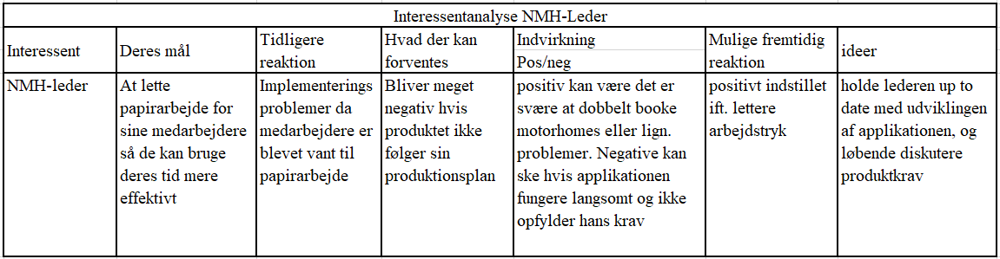 Interessentanalyse NMH-Leder
Interessent
Deres mål
Tidligere
reaktion
Hvad der kan
forventes
Indvirkning
Pos/neg
Mulige fremtidig
reaktion
ideer
NMH-leder
At lette
papirarbejde for
sine medarbejdere
så de kan bruge
deres tid mere
effektivt
Implementerings
problemer da
medarbejdere er
blevet vant til
papirarbejde
Bliver meget
negativ hvis
produktet ikke
følger sin
produktionsplan
positiv kan være det er
svære at dobbelt booke
motorhomes eller lign.
problemer. Negative kan
ske hvis applikationen
fungere langsomt og ikke
opfylder hans krav
positivt indstillet
ift. lettere
arbejdstryk
holde lederen up to
date med udviklingen
af applikationen, og
løbende diskutere
produktkrav